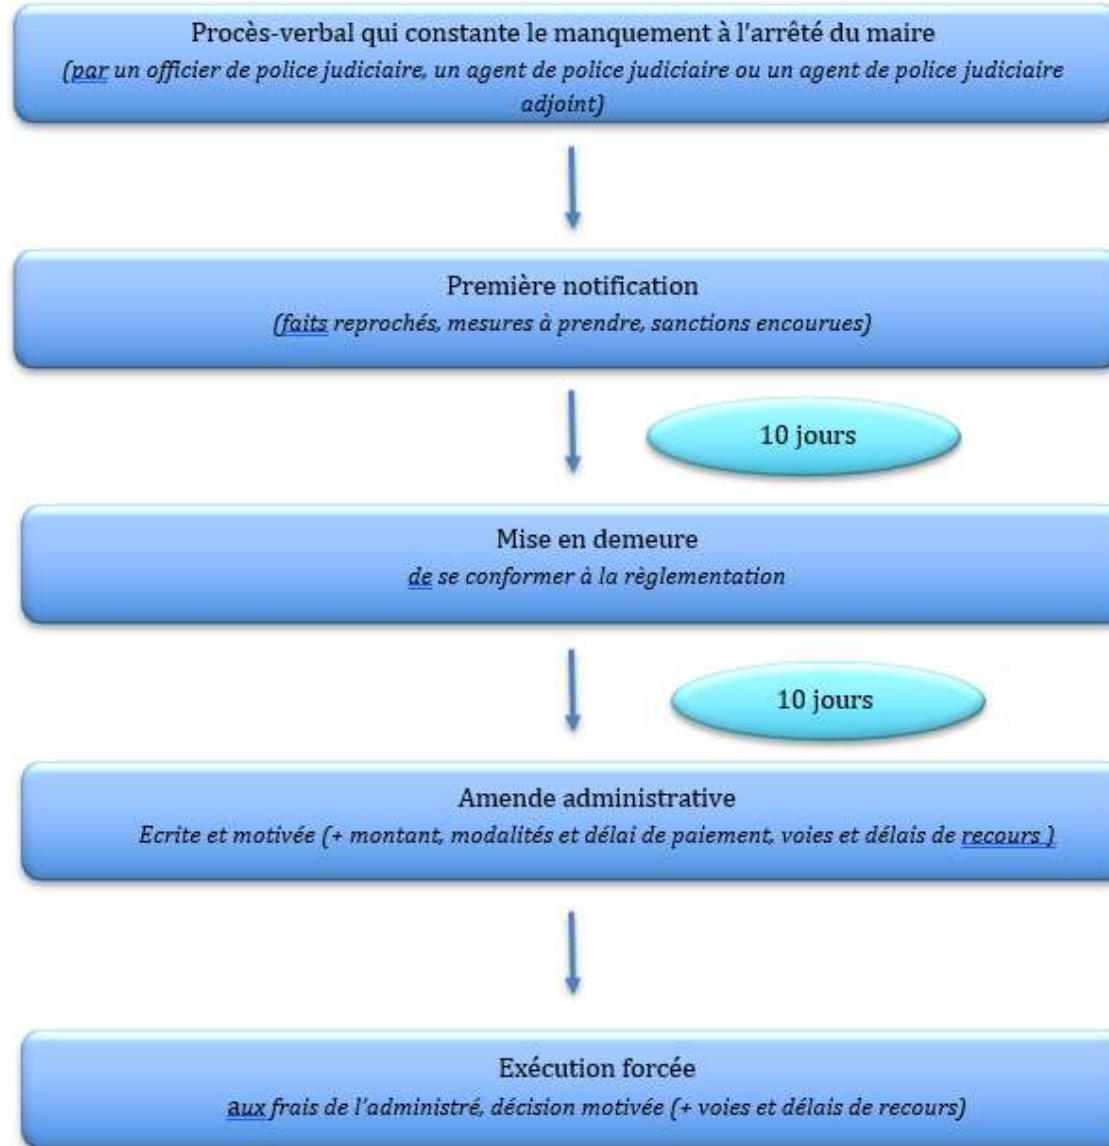 Procès-verbal qui constante le manquement à l'arrêté du maire
(par un officier de police judiciaire, un agent de police judiciaire ou un agent de police judiciaire
adjoint)
Première notification
(faits reprochés, mesures à prendre, sanctions encourues)
10 jours
Mise en demeure
de se conformer à la règlementation
10 jours
Amende administrative
Ecrite et motivée (+ montant, modalités et délai de paiement, voies et délais de recours )
Exécution forcée
aux frais de l'administré, décision motivée (+ voies et délais de recours)